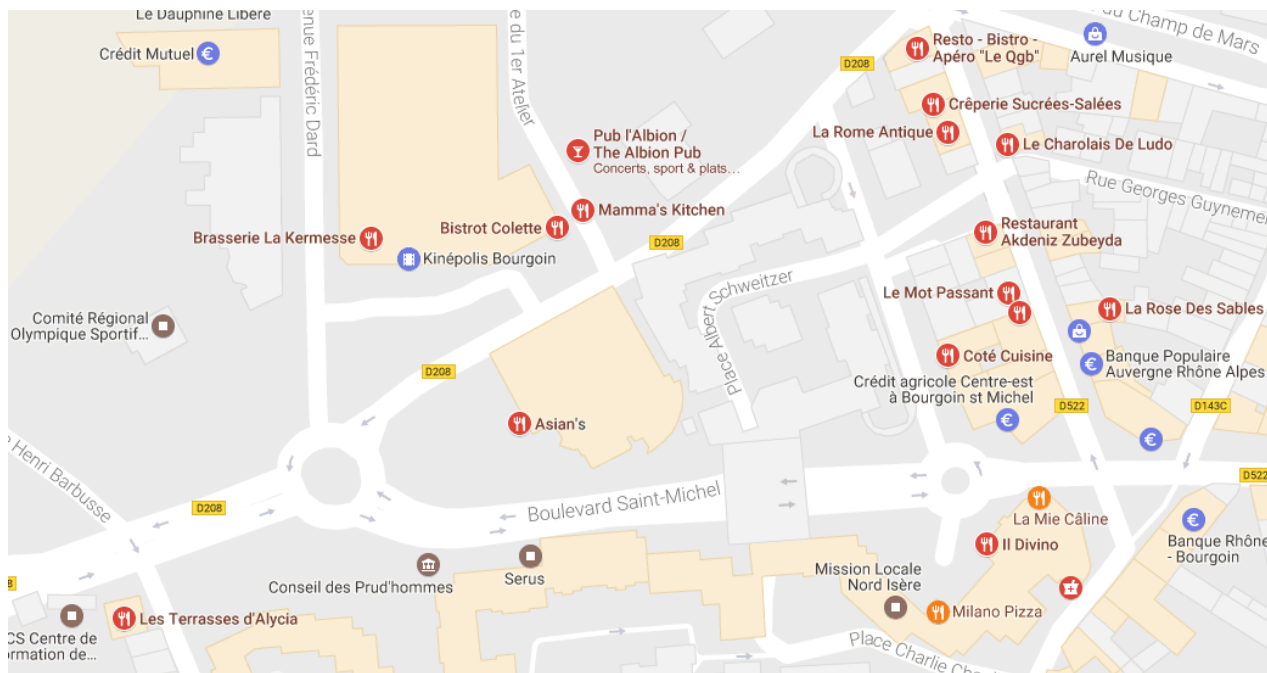 Le Dauphine Libere
Crédit Mutuel
enue Frédéric Dard
e du 1er Atelier
du Champ de Mars
Resto - Bistro -
Apéro "Le Qgb"
Aurel Musique
D208
Crêperie Sucrées-Salées
La Rome Antique
Le Charolais De Ludo
Pub l'Albion /
The Albion Pub
Concerts, sport & plats…
Rue Georges Guynemer
Mamma's Kitchen
Bistrot Colette
Brasserie La Kermesse
D208
Restaurant
Akdeniz Zubeyda
Kinépolis Bourgoin
Place Albert Schweitzer
Le Mot Passant
La Rose Des Sables
Comité Régional
Olympique Sportif…
Coté Cuisine
Banque Populaire
Auvergne Rhône Alpes
D208
Crédit agricole Centre-est
à Bourgoin st Michel
D522
D143C
Asian's
e Henri Barbusse
D522
Boulevard Saint-Michel
D208
La Mie Câline
Il Divino
Banque Rhône
- Bourgoin
Mission Locale
Nord Isère
Serus
Conseil des Prud'hommes
8
Les Terrasses d'Alycia
Milano Pizza
CS Centre de
ormation de…
Place Charlie Cha